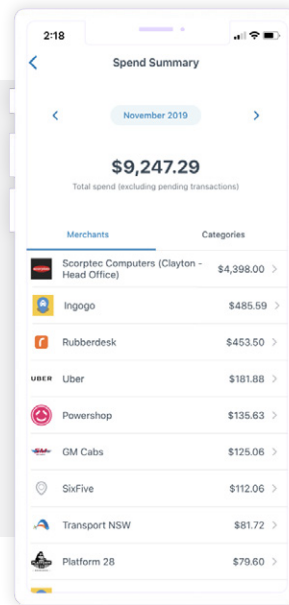 2:18
Spend Summary
November 2019
$9,247.29
Total spend (excluding pending transactions)
Merchants Categories
Scorptec Computers (Clayton - $4,398.00
Head Office)
Ingogo $485.59
Rubberdesk $453.50
UBER Uber $181.88
Powershop $135.63
GM Cabs $125.06
SixFive $112.06
Transport NSW $81.72
Platform 28 $79.60